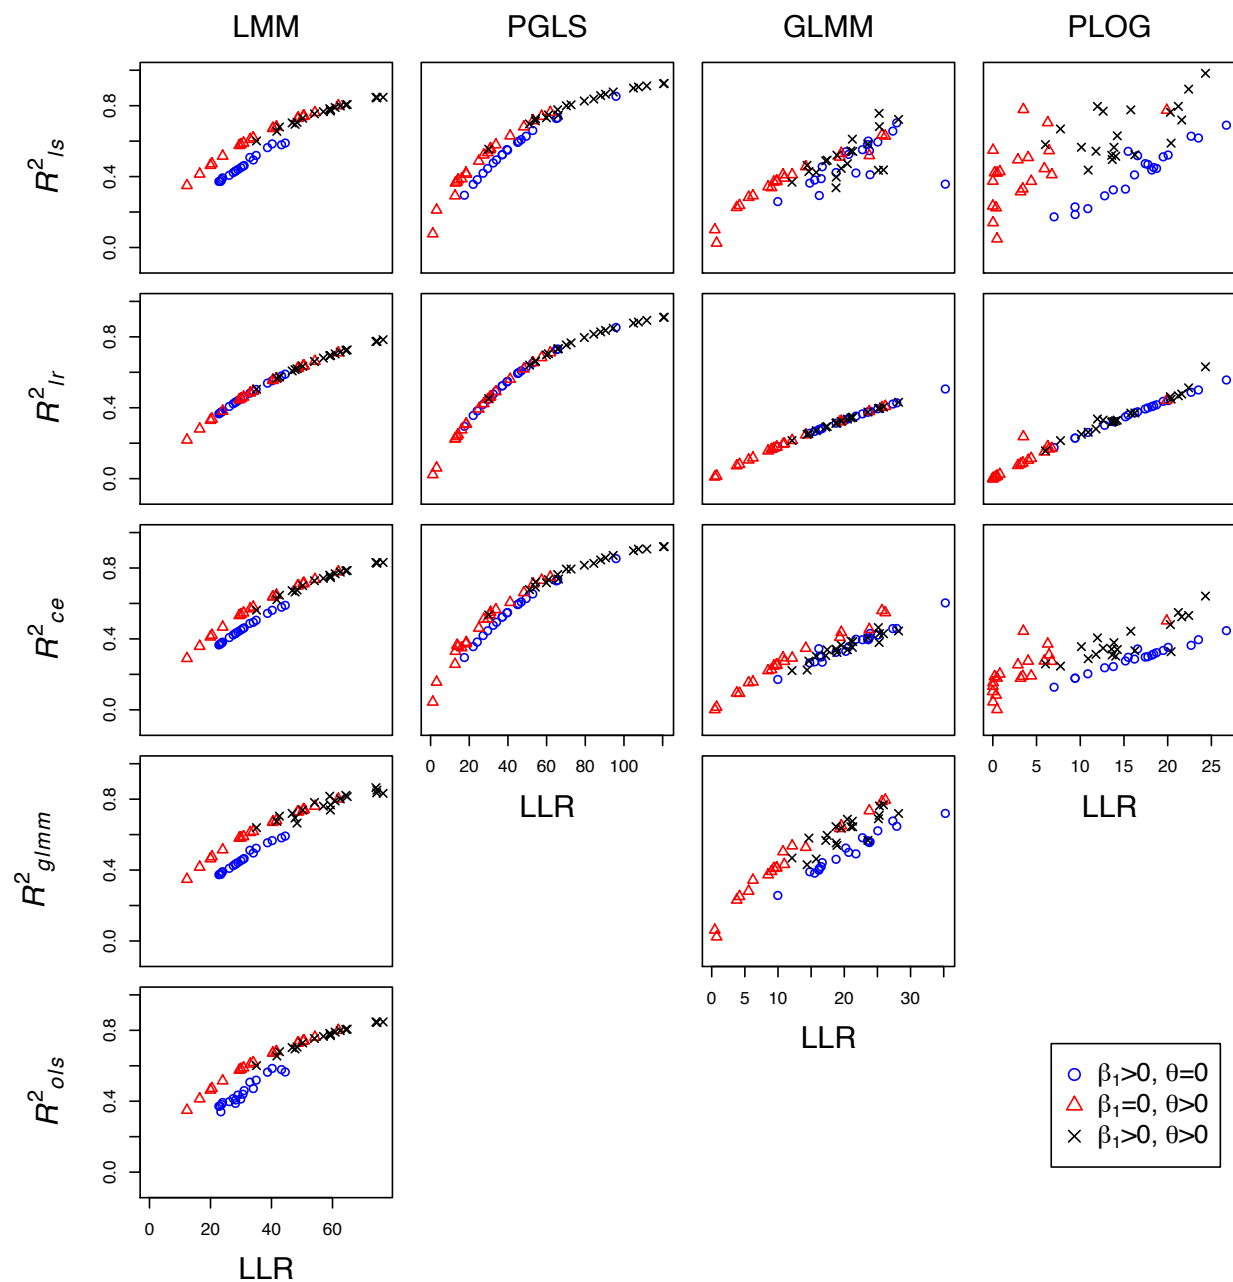 LMM PGLS GLMM PLOG
R²ls
0.0 0.4 0.8
R²lr
0.0 0.4 0.8
R²ce
0.0 0.4 0.8
0 20 40 60 80 100
LLR
0 5 10 15 20 25
LLR
R²glmm
0.0 0.4 0.8
0 5 10 20 30
LLR
R²ols
0.0 0.4 0.8
0 20 40 60
LLR
β₁>0, θ=0
β₁=0, θ>0
β₁>0, θ>0